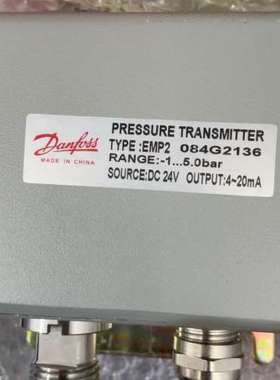 Danfoss
MADE IN CHINA
PRESSURE TRANSMITTER
TYPE :EMP2 084G2136
RANGE:-1...5.0bar
SOURCE:DC 24V OUTPUT:4~20mA